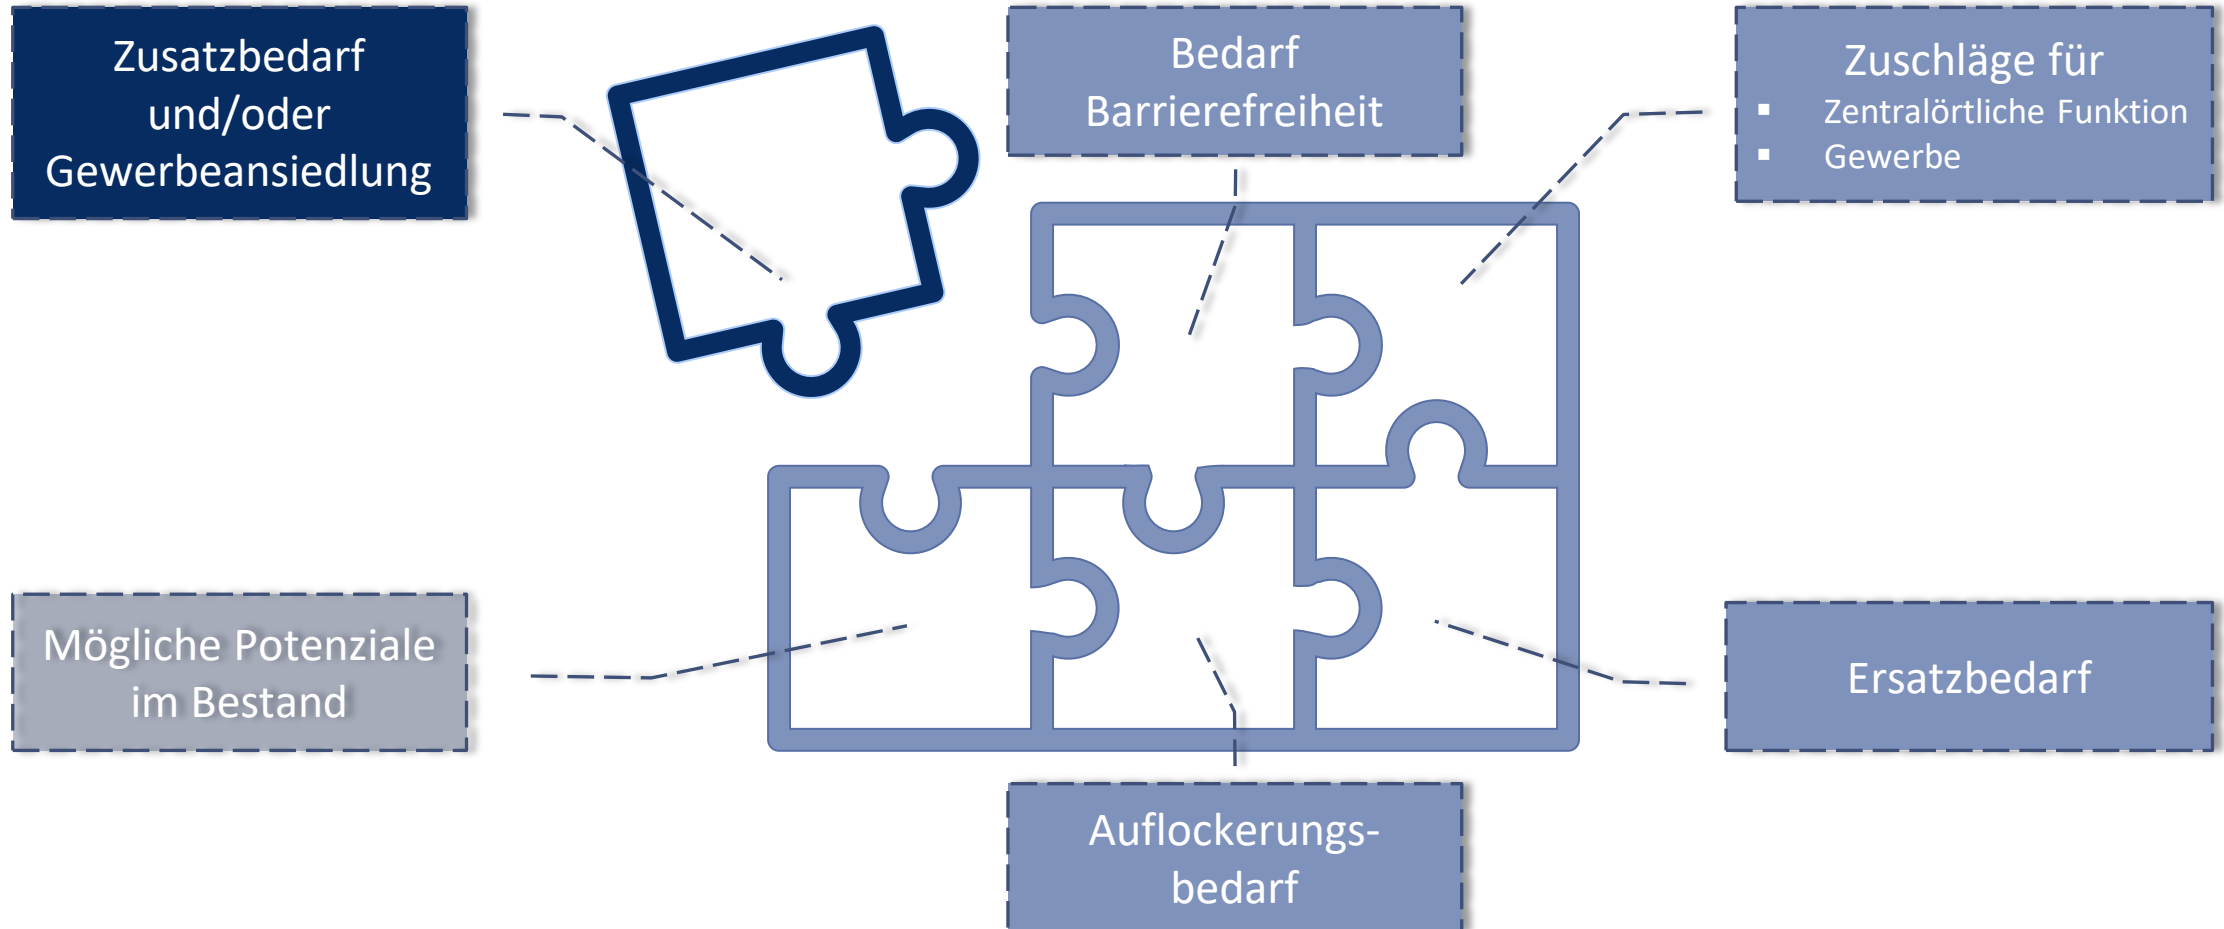 Zusatzbedarf
und/oder
Gewerbeansiedlung
Bedarf
Barrierefreiheit
Zuschläge für
▪ Zentralörtliche Funktion
▪ Gewerbe
Mögliche Potenziale
im Bestand
Auflockerungs-
bedarf
Ersatzbedarf